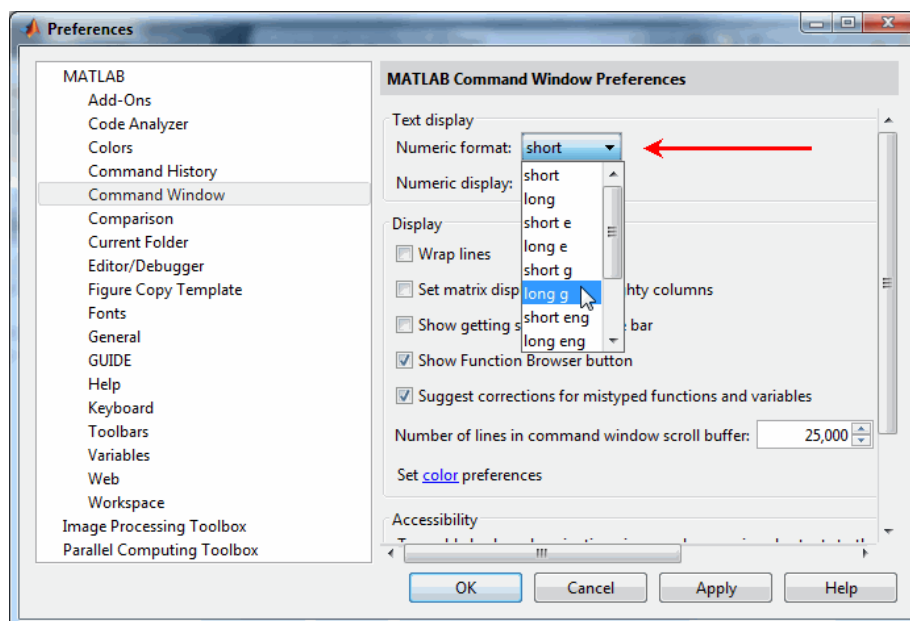 Preferences
MATLAB
Add-Ons
Code Analyzer
Colors
Command History
Command Window
Comparison
Current Folder
Editor/Debugger
Figure Copy Template
Fonts
General
GUIDE
Help
Keyboard
Toolbars
Variables
Web
Workspace
Image Processing Toolbox
Parallel Computing Toolbox
MATLAB Command Window Preferences
Text display
Numeric format: short
Numeric display:
short
long
short e
long e
short g
long g
short eng
long eng
Display
Wrap lines
Set matrix disp hty columns
Show getting s bar
Show Function Browser button
Suggest corrections for mistyped functions and variables
Number of lines in command window scroll buffer: 25,000
Set color preferences
Accessibility
OK Cancel Apply Help